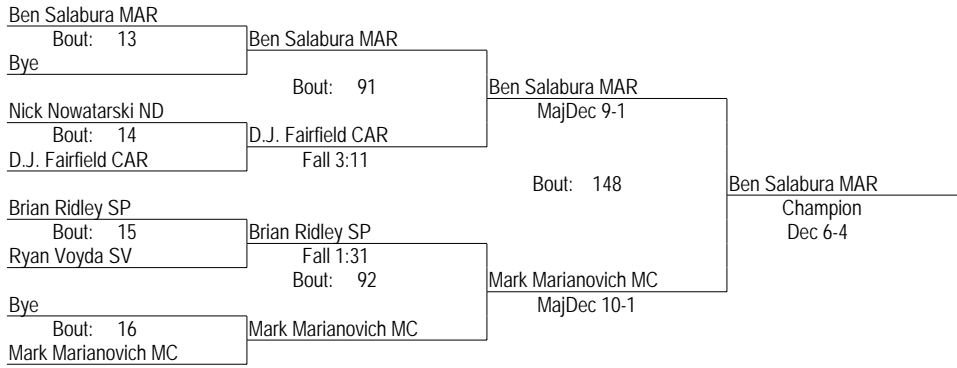 Ben Salabura MAR
Bout: 13
Bye
Ben Salabura MAR
Bout: 91
Nick Nowatarski ND
Bout: 14
D.J. Fairfield CAR
D.J. Fairfield CAR
Fall 3:11
Ben Salabura MAR
MajDec 9-1
Bout: 148
Brian Ridley SP
Bout: 15
Ryan Voyda SV
Brian Ridley SP
Fall 1:31
Bout: 92
Bye
Bout: 16
Mark Marianovich MC
Mark Marianovich MC
Mark Marianovich MC
MajDec 10-1
Ben Salabura MAR
Champion
Dec 6-4